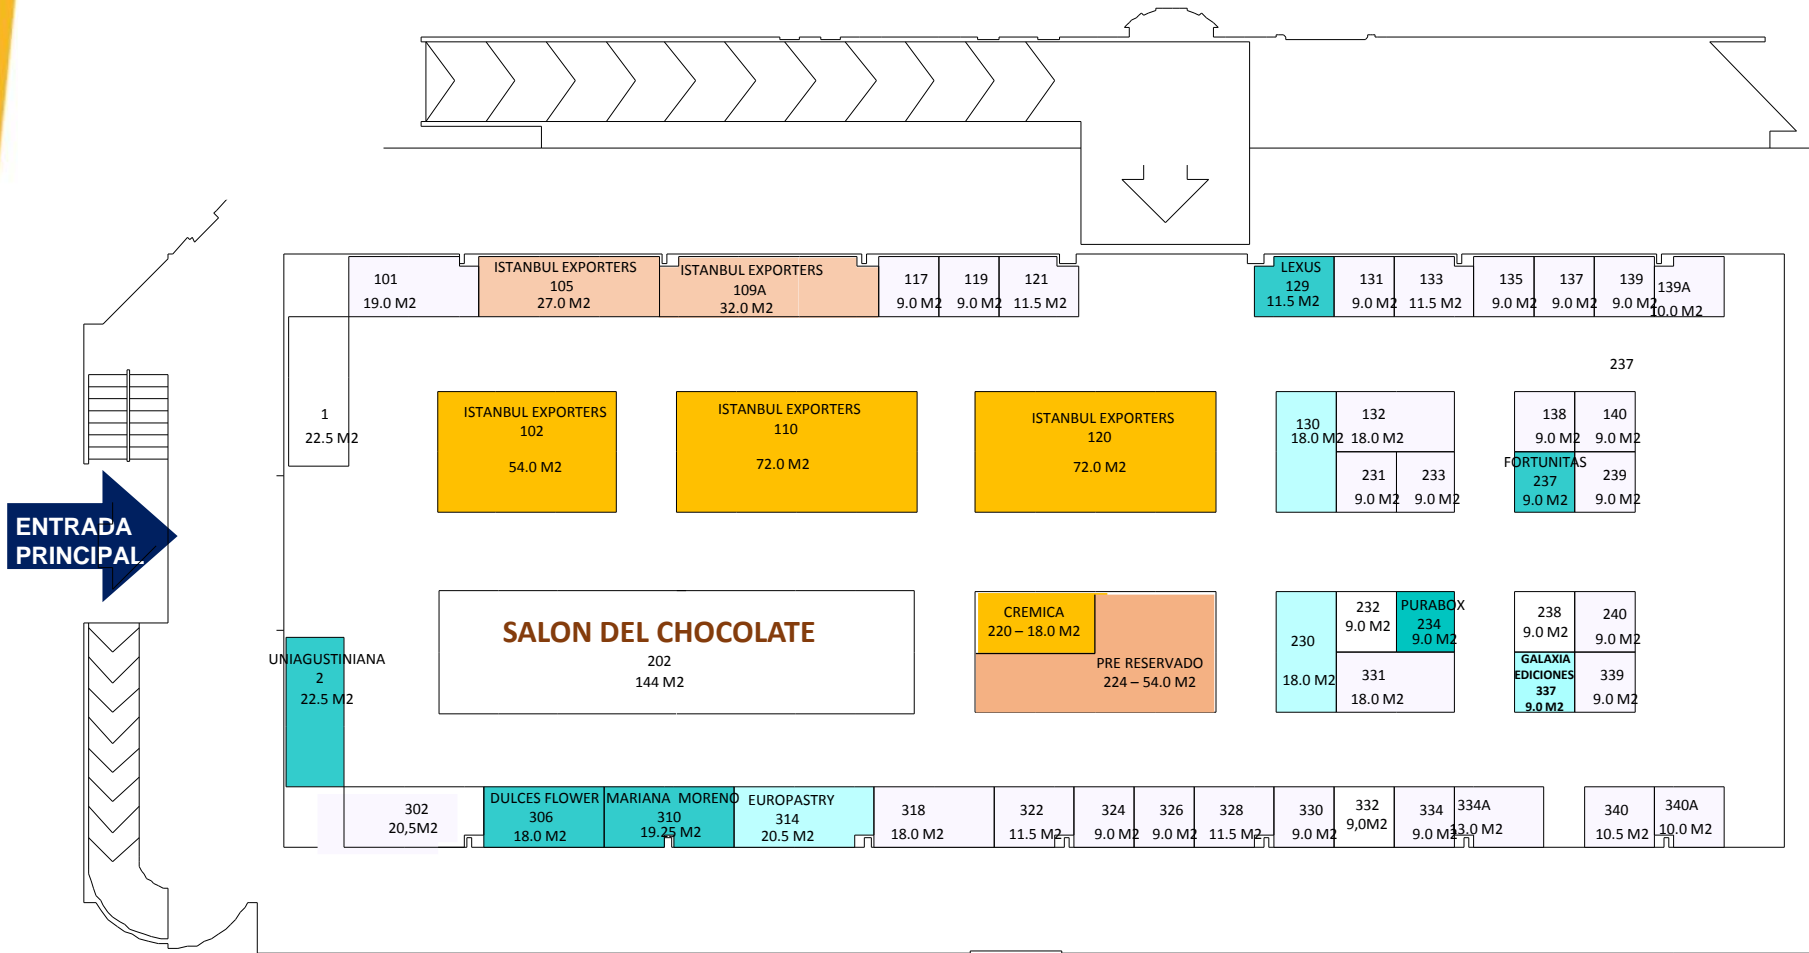 101
19.0 M2
ISTANBUL EXPORTERS
105
27.0 M2
ISTANBUL EXPORTERS
109A
32.0 M2
117
9.0 M2
119
9.0 M2
121
11.5 M2
LEXUS
129
11.5 M2
131
9.0 M2
133
11.5 M2
135
9.0 M2
137
9.0 M2
139
9.0 M2
139A
10.0 M2
237
1
22.5 M2
ISTANBUL EXPORTERS
102
54.0 M2
ISTANBUL EXPORTERS
110
72.0 M2
ISTANBUL EXPORTERS
120
72.0 M2
130
18.0 M2
132
18.0 M2
231
9.0 M2
233
9.0 M2
138
9.0 M2
140
9.0 M2
FORTUNITAS
237
9.0 M2
239
9.0 M2
ENTRADA
PRINCIPAL
SALON DEL CHOCOLATE
202
144 M2
CREMICA
220 – 18.0 M2
PRE RESERVADO
224 – 54.0 M2
230
18.0 M2
232
9.0 M2
PURABOX
234
9.0 M2
331
18.0 M2
238
9.0 M2
240
9.0 M2
GALAXIA
EDICIONES
337
9.0 M2
339
9.0 M2
UNIAGUSTINIANA
2
22.5 M2
302
20,5M2
DULCES FLOWER
306
18.0 M2
MARIANA MORENO
310
19.25 M2
EUROPASTRY
314
20.5 M2
318
18.0 M2
322
11.5 M2
324
9.0 M2
326
9.0 M2
328
11.5 M2
330
9.0 M2
332
9,0M2
334
9.0 M2
334A
13.0 M2
340
10.5 M2
340A
10.0 M2